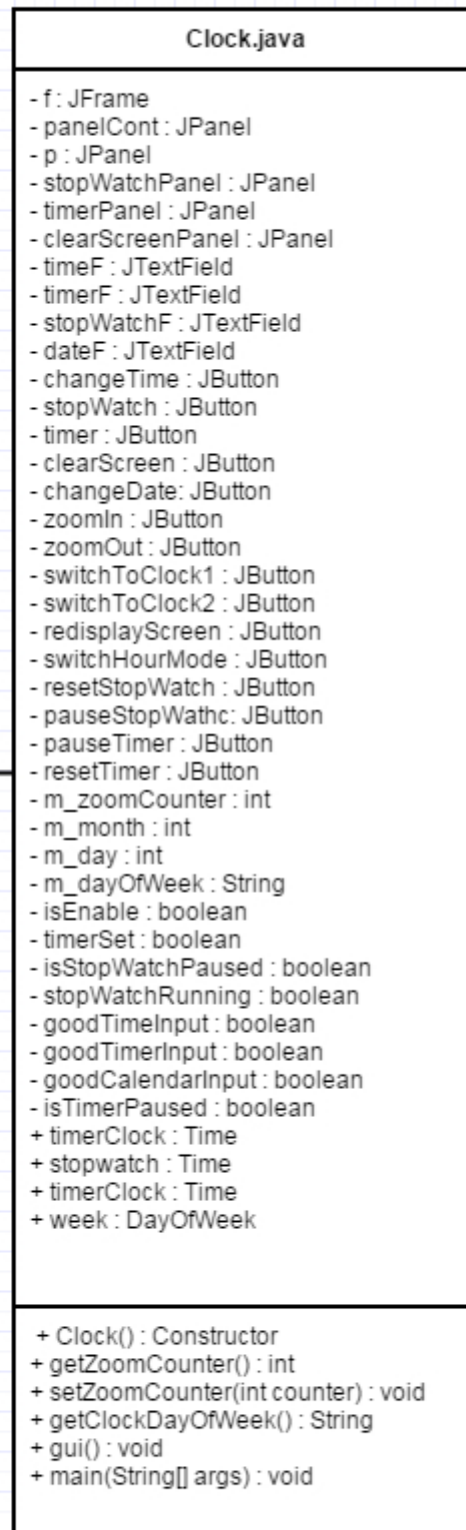 Clock.java
- f : JFrame
- panelCont : JPanel
- p : JPanel
- stopWatchPanel : JPanel
- timerPanel : JPanel
- clearScreenPanel : JPanel
- timeF : JTextField
- timerF : JTextField
- stopWatchF : JTextField
- dateF : JTextField
- changeTime : JButton
- stopWatch : JButton
- timer : JButton
- clearScreen : JButton
- changeDate: JButton
- zoomIn : JButton
- zoomOut : JButton
- switchToClock1 : JButton
- switchToClock2 : JButton
- redisplayScreen : JButton
- switchHourMode : JButton
- resetStopWatch : JButton
- pauseStopWathc: JButton
- pauseTimer : JButton
- resetTimer : JButton
- m_zoomCounter : int
- m_month : int
- m_day : int
- m_dayOfWeek : String
- isEnable : boolean
- timerSet : boolean
- isStopWatchPaused : boolean
- stopWatchRunning : boolean
- goodTimeInput : boolean
- goodTimerInput : boolean
- goodCalendarInput : boolean
- isTimerPaused : boolean
+ timerClock : Time
+ stopwatch : Time
+ timerClock : Time
+ week : DayOfWeek
+ Clock() : Constructor
+ getZoomCounter() : int
+ setZoomCounter(int counter) : void
+ getClockDayOfWeek() : String
+ gui() : void
+ main(String[] args) : void